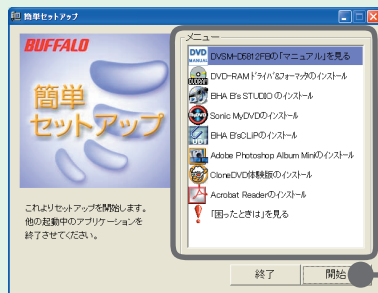 簡単セットアップ
BUFFALO
簡単
セットアップ
これよりセットアップを開始します。
他の起動中のアプリケーションを
終了させてください。
メニュー
DVD
MANUAL
DVSM-D5812FBの「マニュアル」を見る
DVD-RAMドライバ&フォーマッタのインストール
BHA B's STUDIO のインストール
Sonic MyDVDのインストール
BHA B'sCLiPのインストール
Adobe Photoshop Album Miniのインストール
CloneDVD体験版のインストール
Acrobat Readerのインストール
「困ったときは」を見る
終了
開始